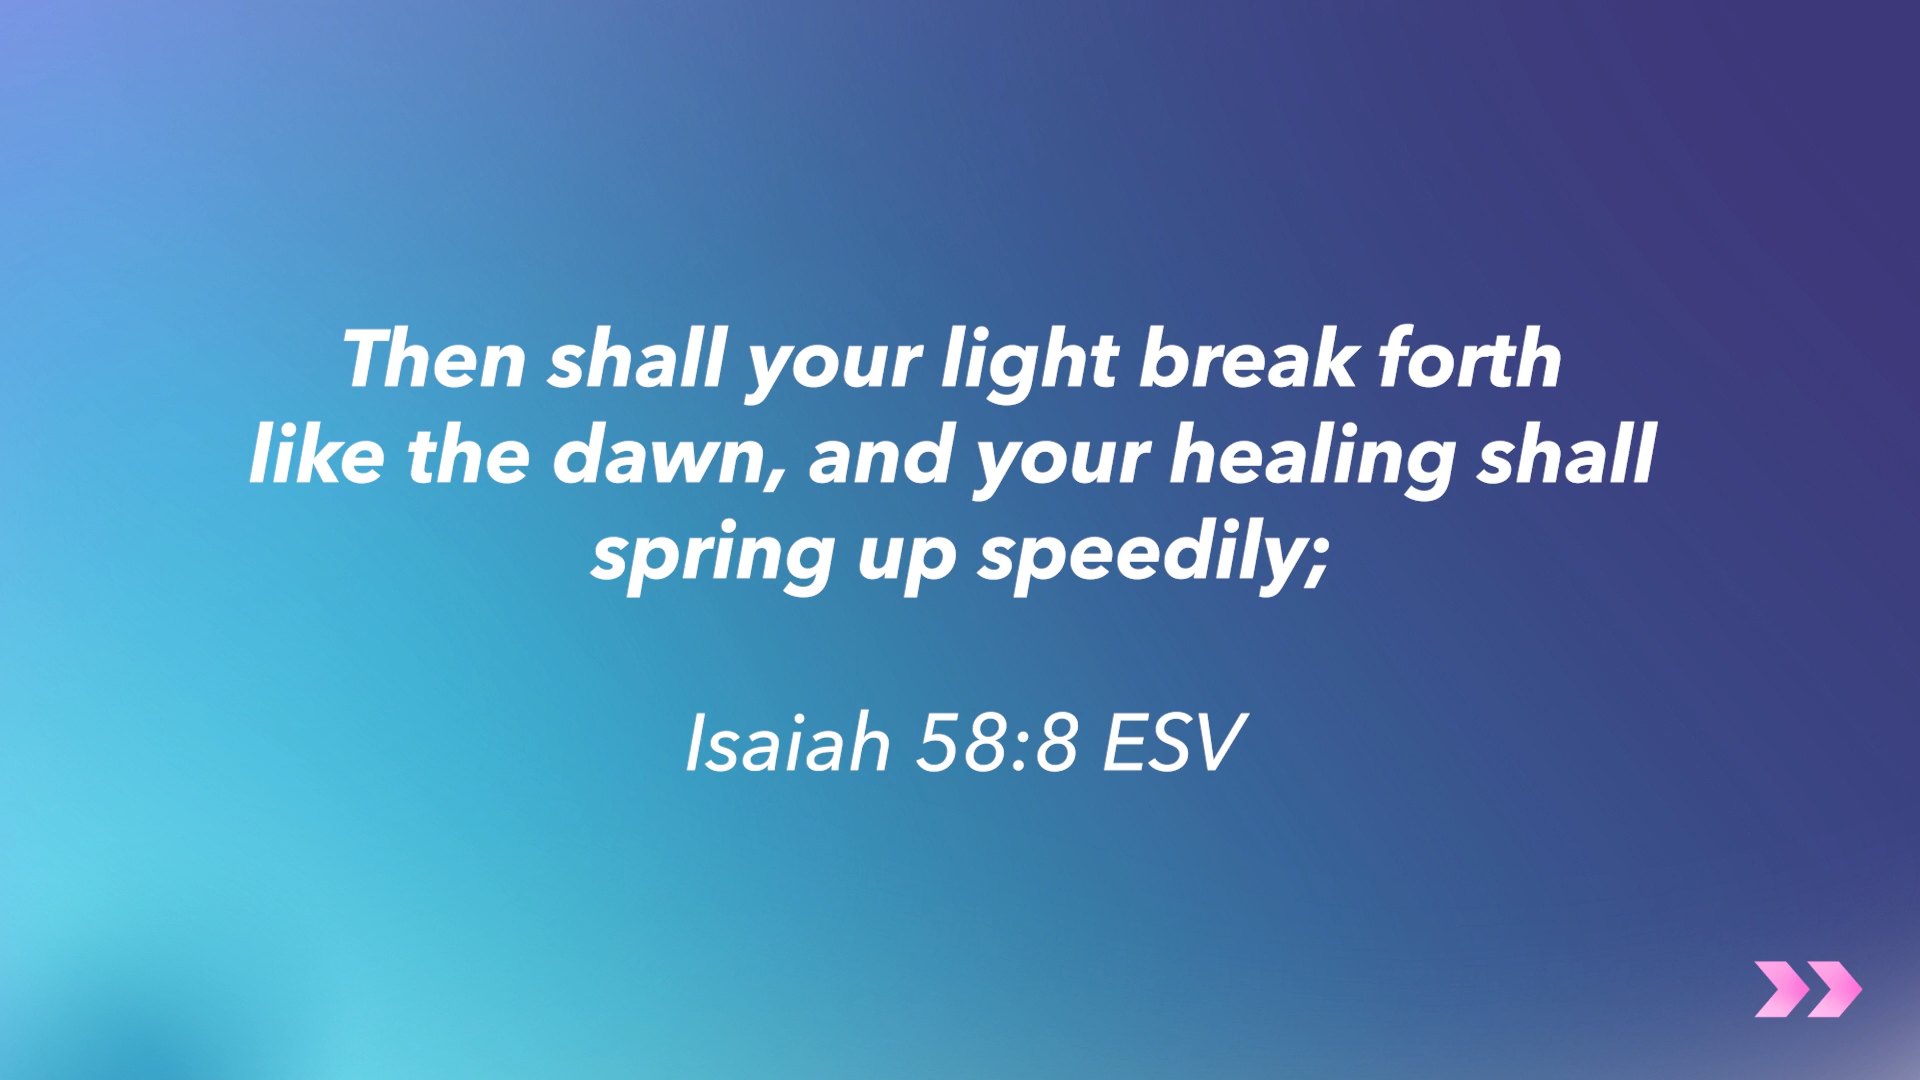 Then shall your light break forth
like the dawn, and your healing shall
spring up speedily;
Isaiah 58:8 ESV